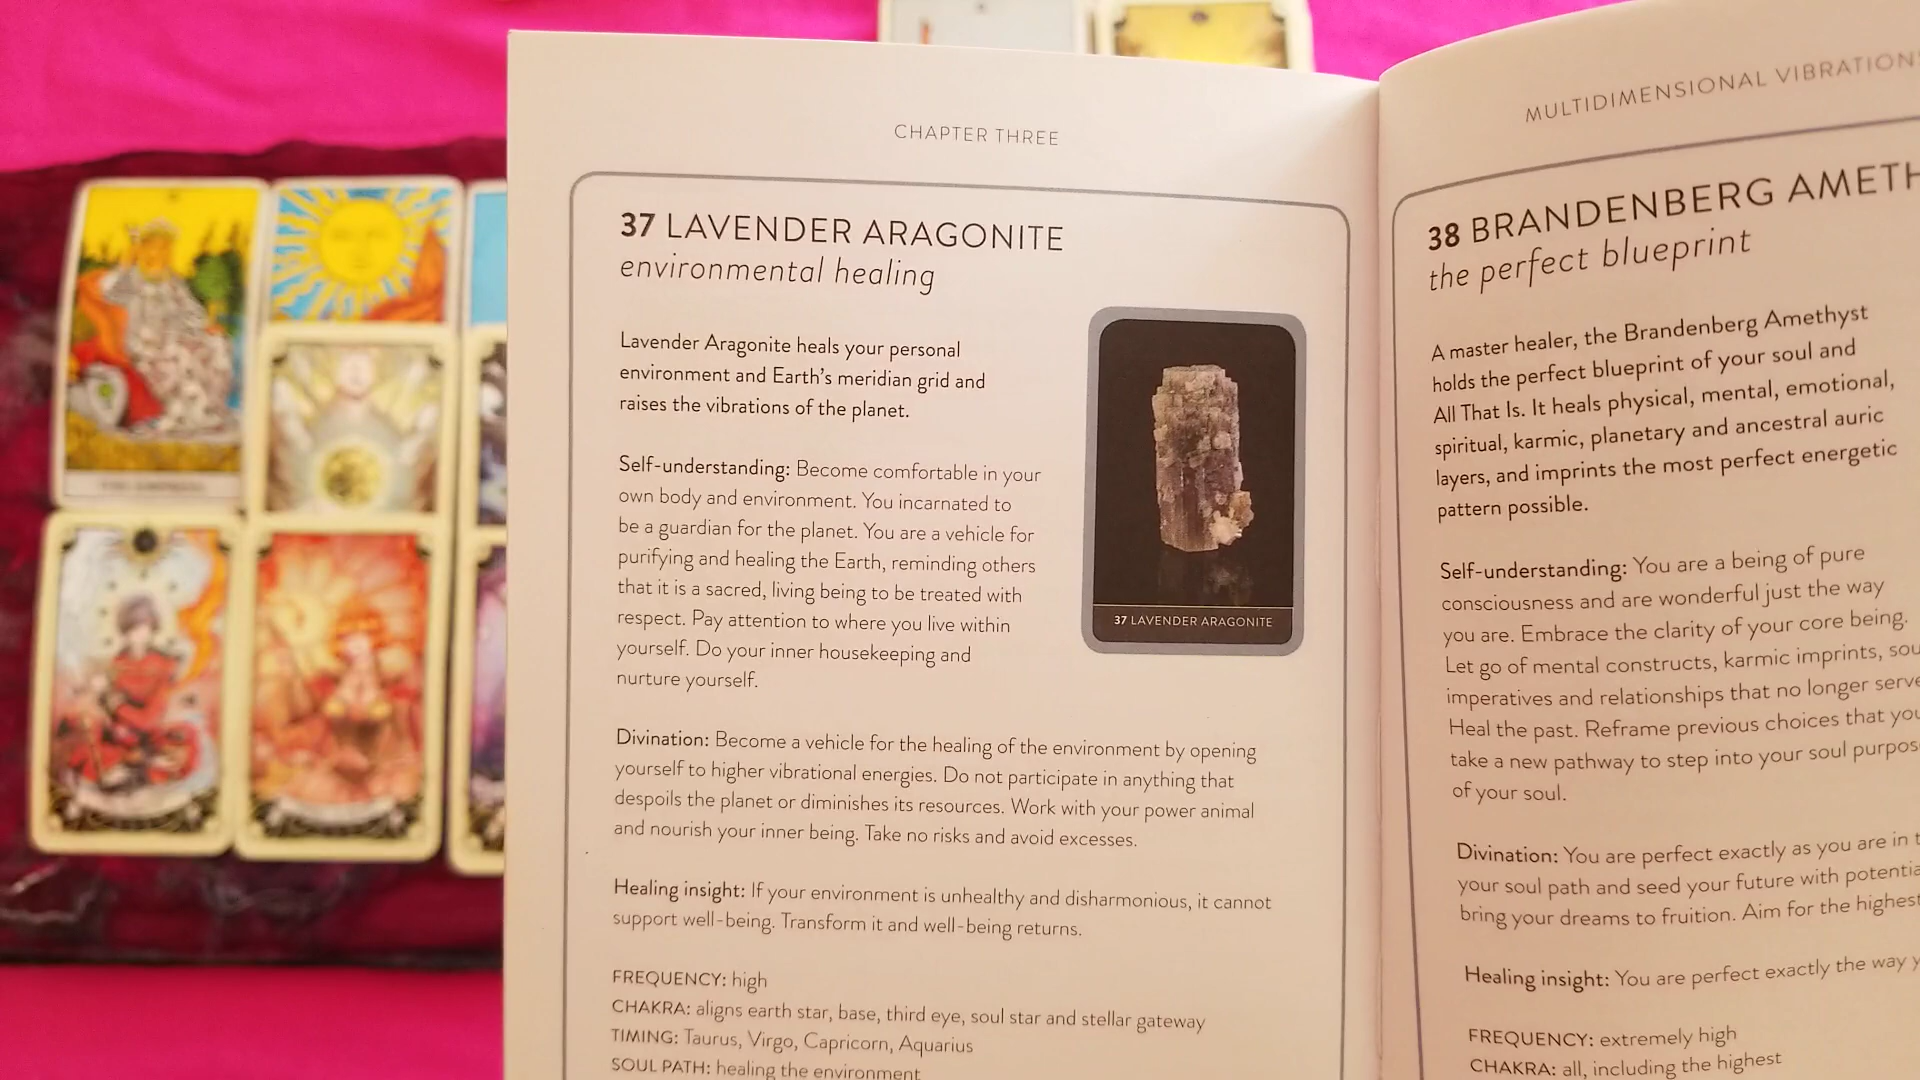 CHAPTER THREE
37 LAVENDER ARAGONITE
environmental healing
Lavender Aragonite heals your personal
environment and Earth's meridian grid and
raises the vibrations of the planet.
Self-understanding: Become comfortable in your
own body and environment. You incarnated to
be a guardian for the planet. You are a vehicle for
purifying and healing the Earth, reminding others
that it is a sacred, living being to be treated with
respect. Pay attention to where you live within
yourself. Do your inner housekeeping and
nurture yourself.
37 LAVENDER ARAGONITE
Divination: Become a vehicle for the healing of the environment by opening
yourself to higher vibrational energies. Do not participate in anything that
despoils the planet or diminishes its resources. Work with your power animal
and nourish your inner being. Take no risks and avoid excesses.
Healing insight: If your environment is unhealthy and disharmonious, it cannot
support well-being. Transform it and well-being returns.
FREQUENCY: high
CHAKRA: aligns earth star, base, third eye, soul star and stellar gateway
TIMING: Taurus, Virgo, Capricorn, Aquarius
SOUL PATH: healing the environment
MULTIDIMENSIONAL VIBRATIONS
38 BRANDENBERG AMETH
the perfect blueprint
A master healer, the Brandenberg Amethyst
holds the perfect blueprint of your soul and
All That Is. It heals physical, mental, emotional,
spiritual, karmic, planetary and ancestral auric
layers, and imprints the most perfect energetic
pattern possible.
Self-understanding: You are a being of pure
consciousness and are wonderful just the way
you are. Embrace the clarity of your core being.
Let go of mental constructs, karmic imprints, sou
imperatives and relationships that no longer serve
Heal the past. Reframe previous choices that you
take a new pathway to step into your soul purpos
of your soul.
Divination: You are perfect exactly as you are in t
your soul path and seed your future with potentia
bring your dreams to fruition. Aim for the highest
Healing insight: You are perfect exactly the way y
FREQUENCY: extremely high
CHAKRA: all, including the highest